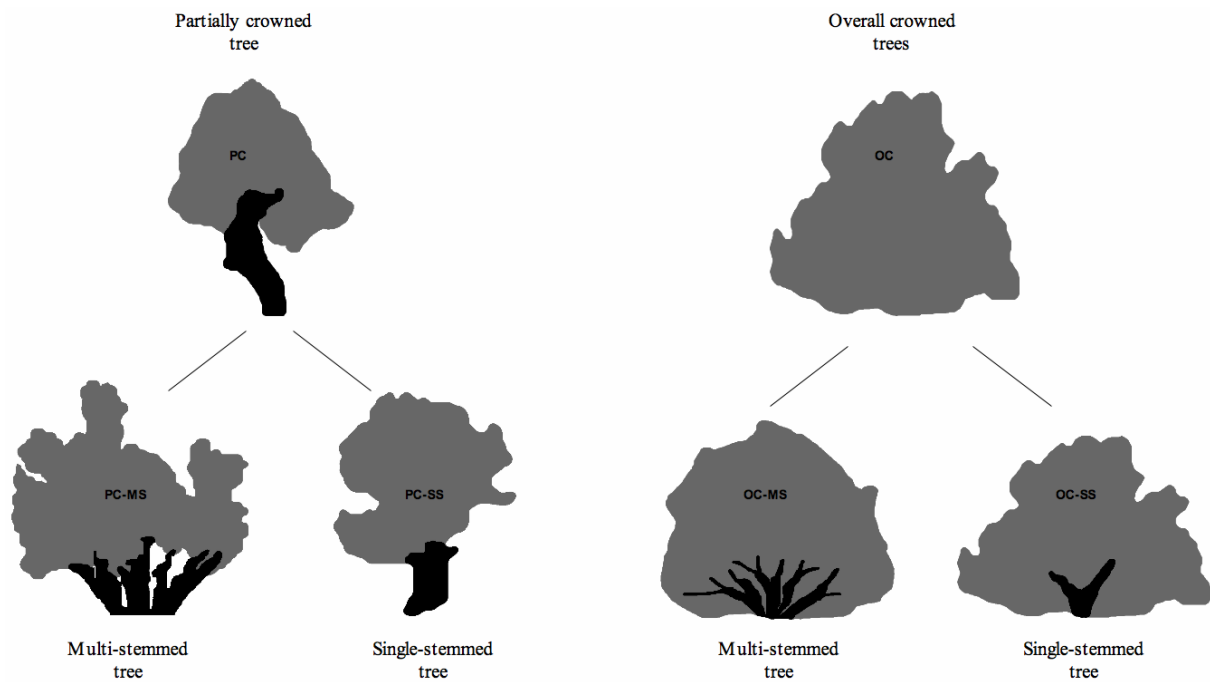 Partially crowned
tree
Overall crowned
trees
PC
OC
PC-MS
PC-SS
OC-MS
OC-SS
Multi-stemmed
tree
Single-stemmed
tree
Multi-stemmed
tree
Single-stemmed
tree